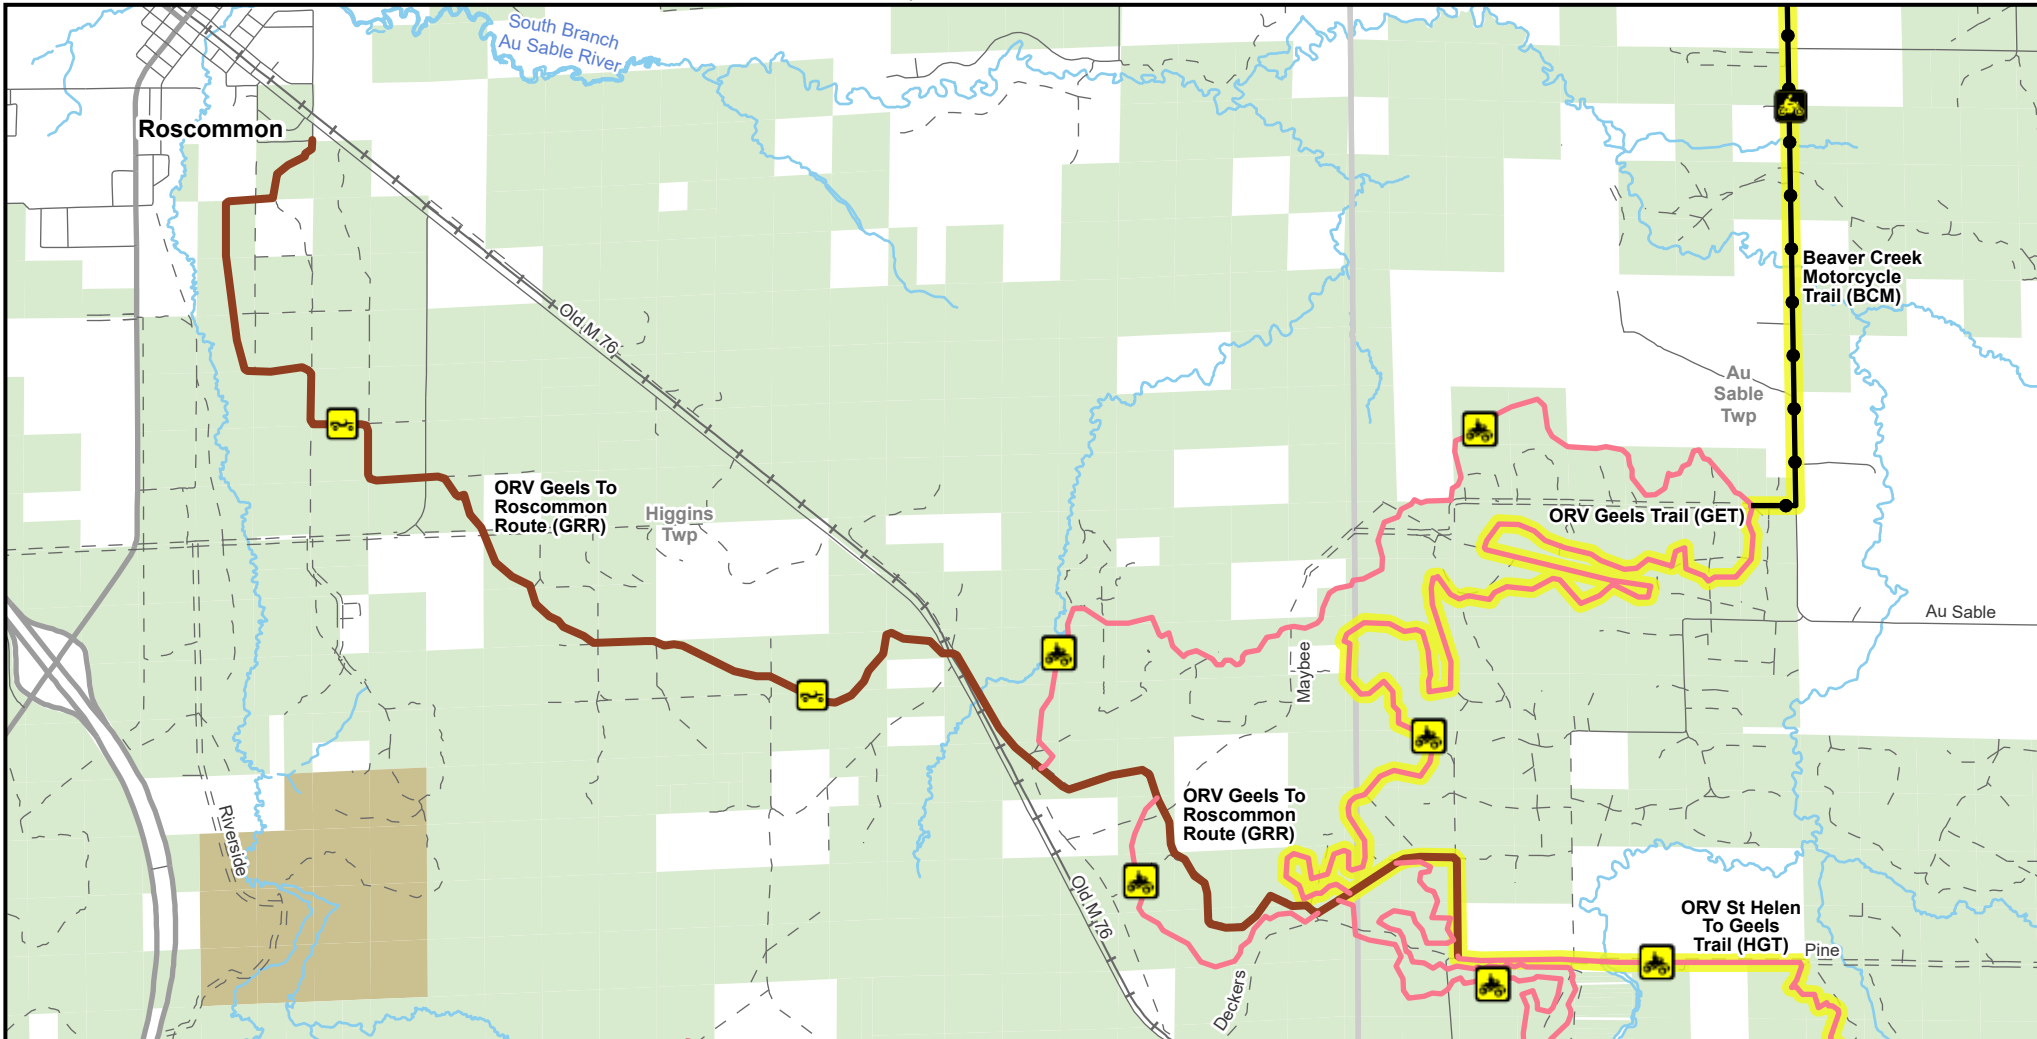 South Branch
Au Sable River
Roscommon
Beaver Creek
Motorcycle
Trail (BCM)
Old M 76
Au
Sable
Twp
ORV Geels To
Roscommon
Route (GRR)
Higgins
Twp
ORV Geels Trail (GET)
Au Sable
Maybee
ORV Geels To
Roscommon
Route (GRR)
Riverside
Old M 76
ORV St Helen
To Geels
Trail (HGT)
Pine
Deckers